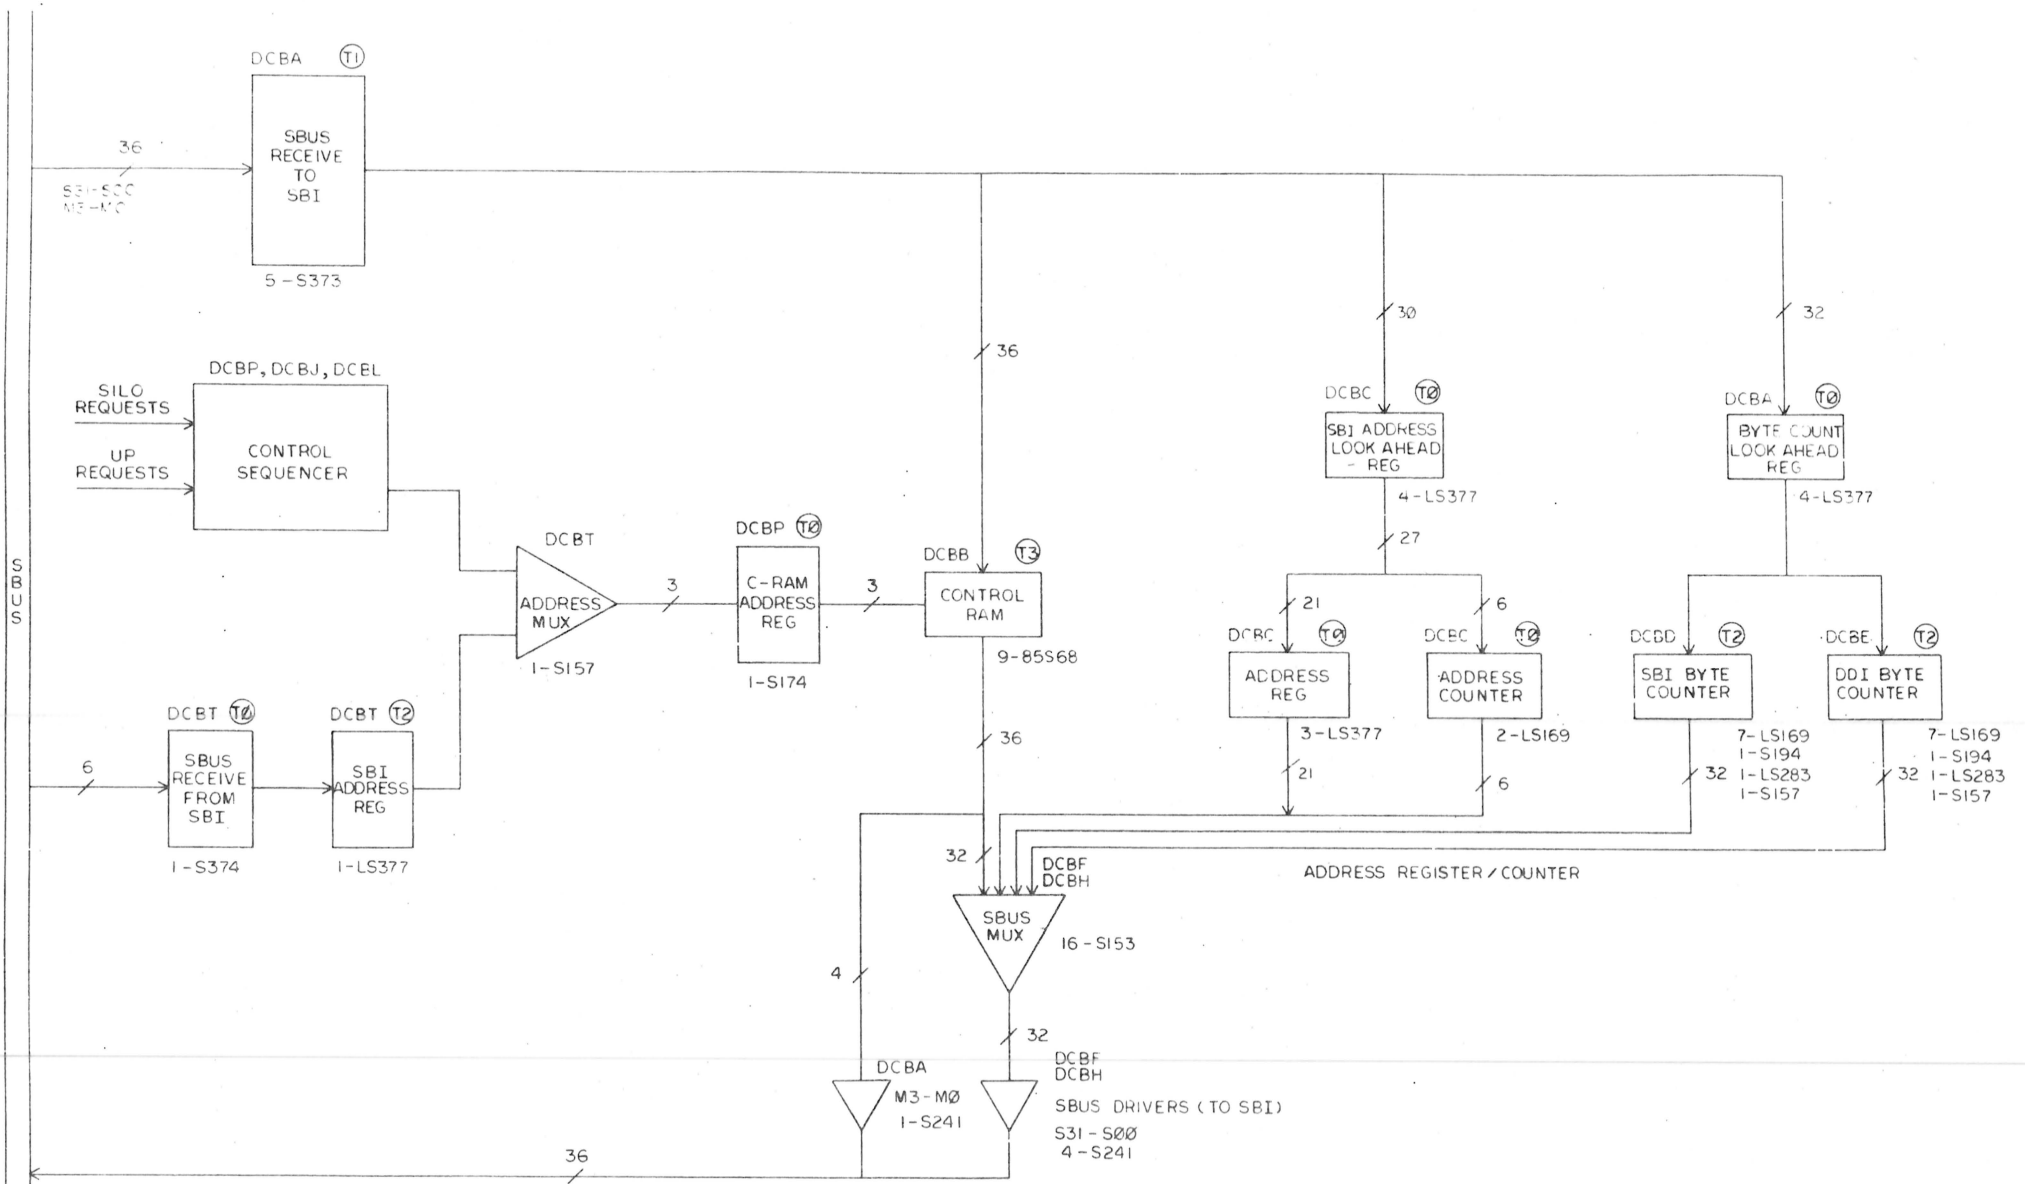 DCBA T1
SBUS
RECEIVE
TO
SBI
36
S31-S00
M3-M0
5-S373
DCBP, DCBJ, DCBL
SILO
REQUESTS
UP
REQUESTS
CONTROL
SEQUENCER
SBUS
DCBT
ADDRESS
MUX
1-S157
3
DCBP TØ
C-RAM
ADDRESS
REG
1-S174
3
DCBB T3
CONTROL
RAM
9-85S68
36
36
30
DCBC TØ
SBI ADDRESS
LOOK AHEAD
REG
4-LS377
27
21
6
DCBC TØ
ADDRESS
REG
3-LS377
21
DCBC TØ
ADDRESS
COUNTER
2-LS169
6
32
DCBA TØ
BYTE COUNT
LOOK AHEAD
REG
4-LS377
DCBD T2
SBI BYTE
COUNTER
7-LS169
1-S194
1-LS283
1-S157
32
DCBE T2
DDI BYTE
COUNTER
7-LS169
1-S194
1-LS283
1-S157
32
6
DCBT TØ
SBUS
RECEIVE
FROM
SBI
1-S374
DCBT T2
SBI
ADDRESS
REG
1-LS377
32
DCBF
DCBH
ADDRESS REGISTER/COUNTER
SBUS
MUX
16-S153
4
32
DCBA
M3-MØ
1-S241
DCBF
DCBH
SBUS DRIVERS (TO SBI)
S31-SØØ
4-S241
36